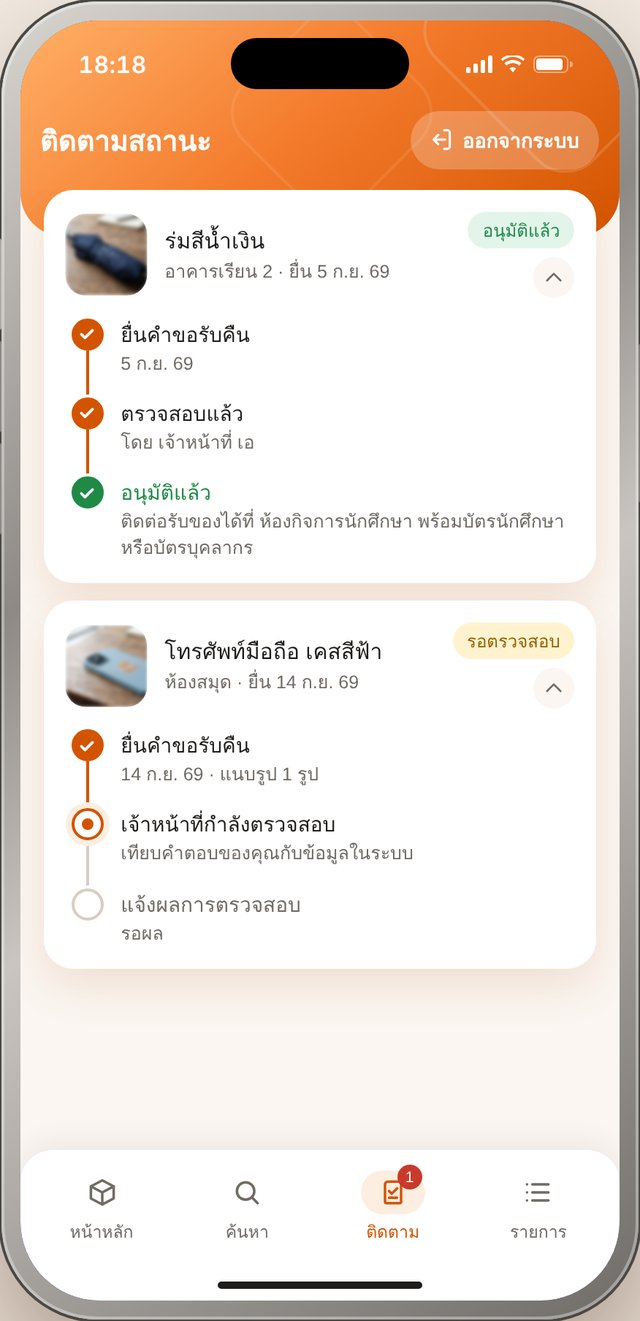 18:18
ติดตามสถานะ
ออกจากระบบ
ร่มสีน้ำเงิน
อนุมัติแล้ว
อาคารเรียน 2 · ยื่น 5 ก.ย. 69
ยื่นคำขอรับคืน
5 ก.ย. 69
ตรวจสอบแล้ว
โดย เจ้าหน้าที่ เอ
อนุมัติแล้ว
ติดต่อรับของได้ที่ ห้องกิจการนักศึกษา พร้อมบัตรนักศึกษา
หรือบัตรบุคลากร
โทรศัพท์มือถือ เคสสีฟ้า
รอตรวจสอบ
ห้องสมุด · ยื่น 14 ก.ย. 69
ยื่นคำขอรับคืน
14 ก.ย. 69 · แนบรูป 1 รูป
เจ้าหน้าที่กำลังตรวจสอบ
เทียบคำตอบของคุณกับข้อมูลในระบบ
แจ้งผลการตรวจสอบ
รอผล
1
หน้าหลัก
ค้นหา
ติดตาม
รายการ